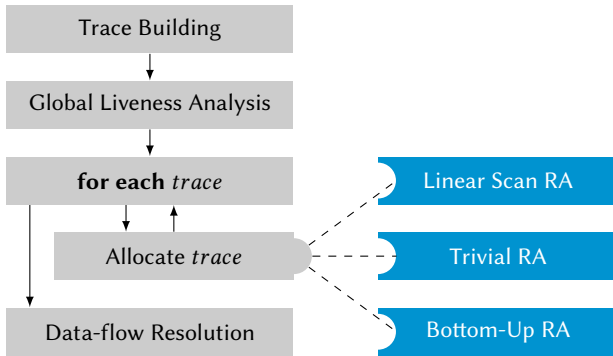 Trace Building
Global Liveness Analysis
for each trace
Linear Scan RA
Allocate trace
Trivial RA
Data-flow Resolution
Bottom-Up RA